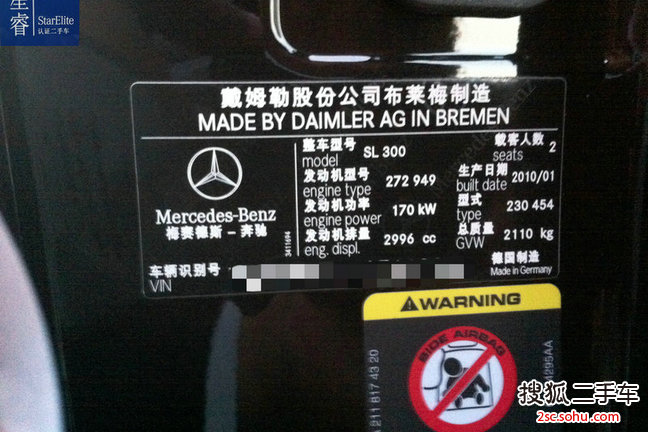 星睿 StarElite
认证二手车
戴姆勒股份公司布莱梅制造
MADE BY DAIMLER AG IN BREMEN
整车型号 SL 300 载客人数 2
model seats
发动机型号 272 949 生产日期 2010/01
engine type built date
发动机功率 170 kW 型式 230 454
engine power type
发动机排量 2996 cc 总质量 2110 kg
eng. displ. GVW
Mercedes-Benz
梅赛德斯-奔驰
3411694
车辆识别号
VIN
德国制造
Made in Germany
WARNING
SIDE AIRBAG
A 211 817 43 20
搜狐二手车
2sc.sohu.com